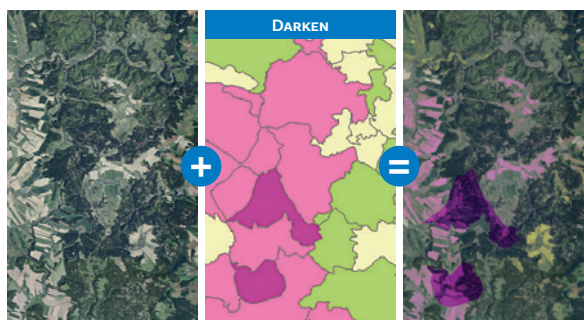 DARKEN
+
=